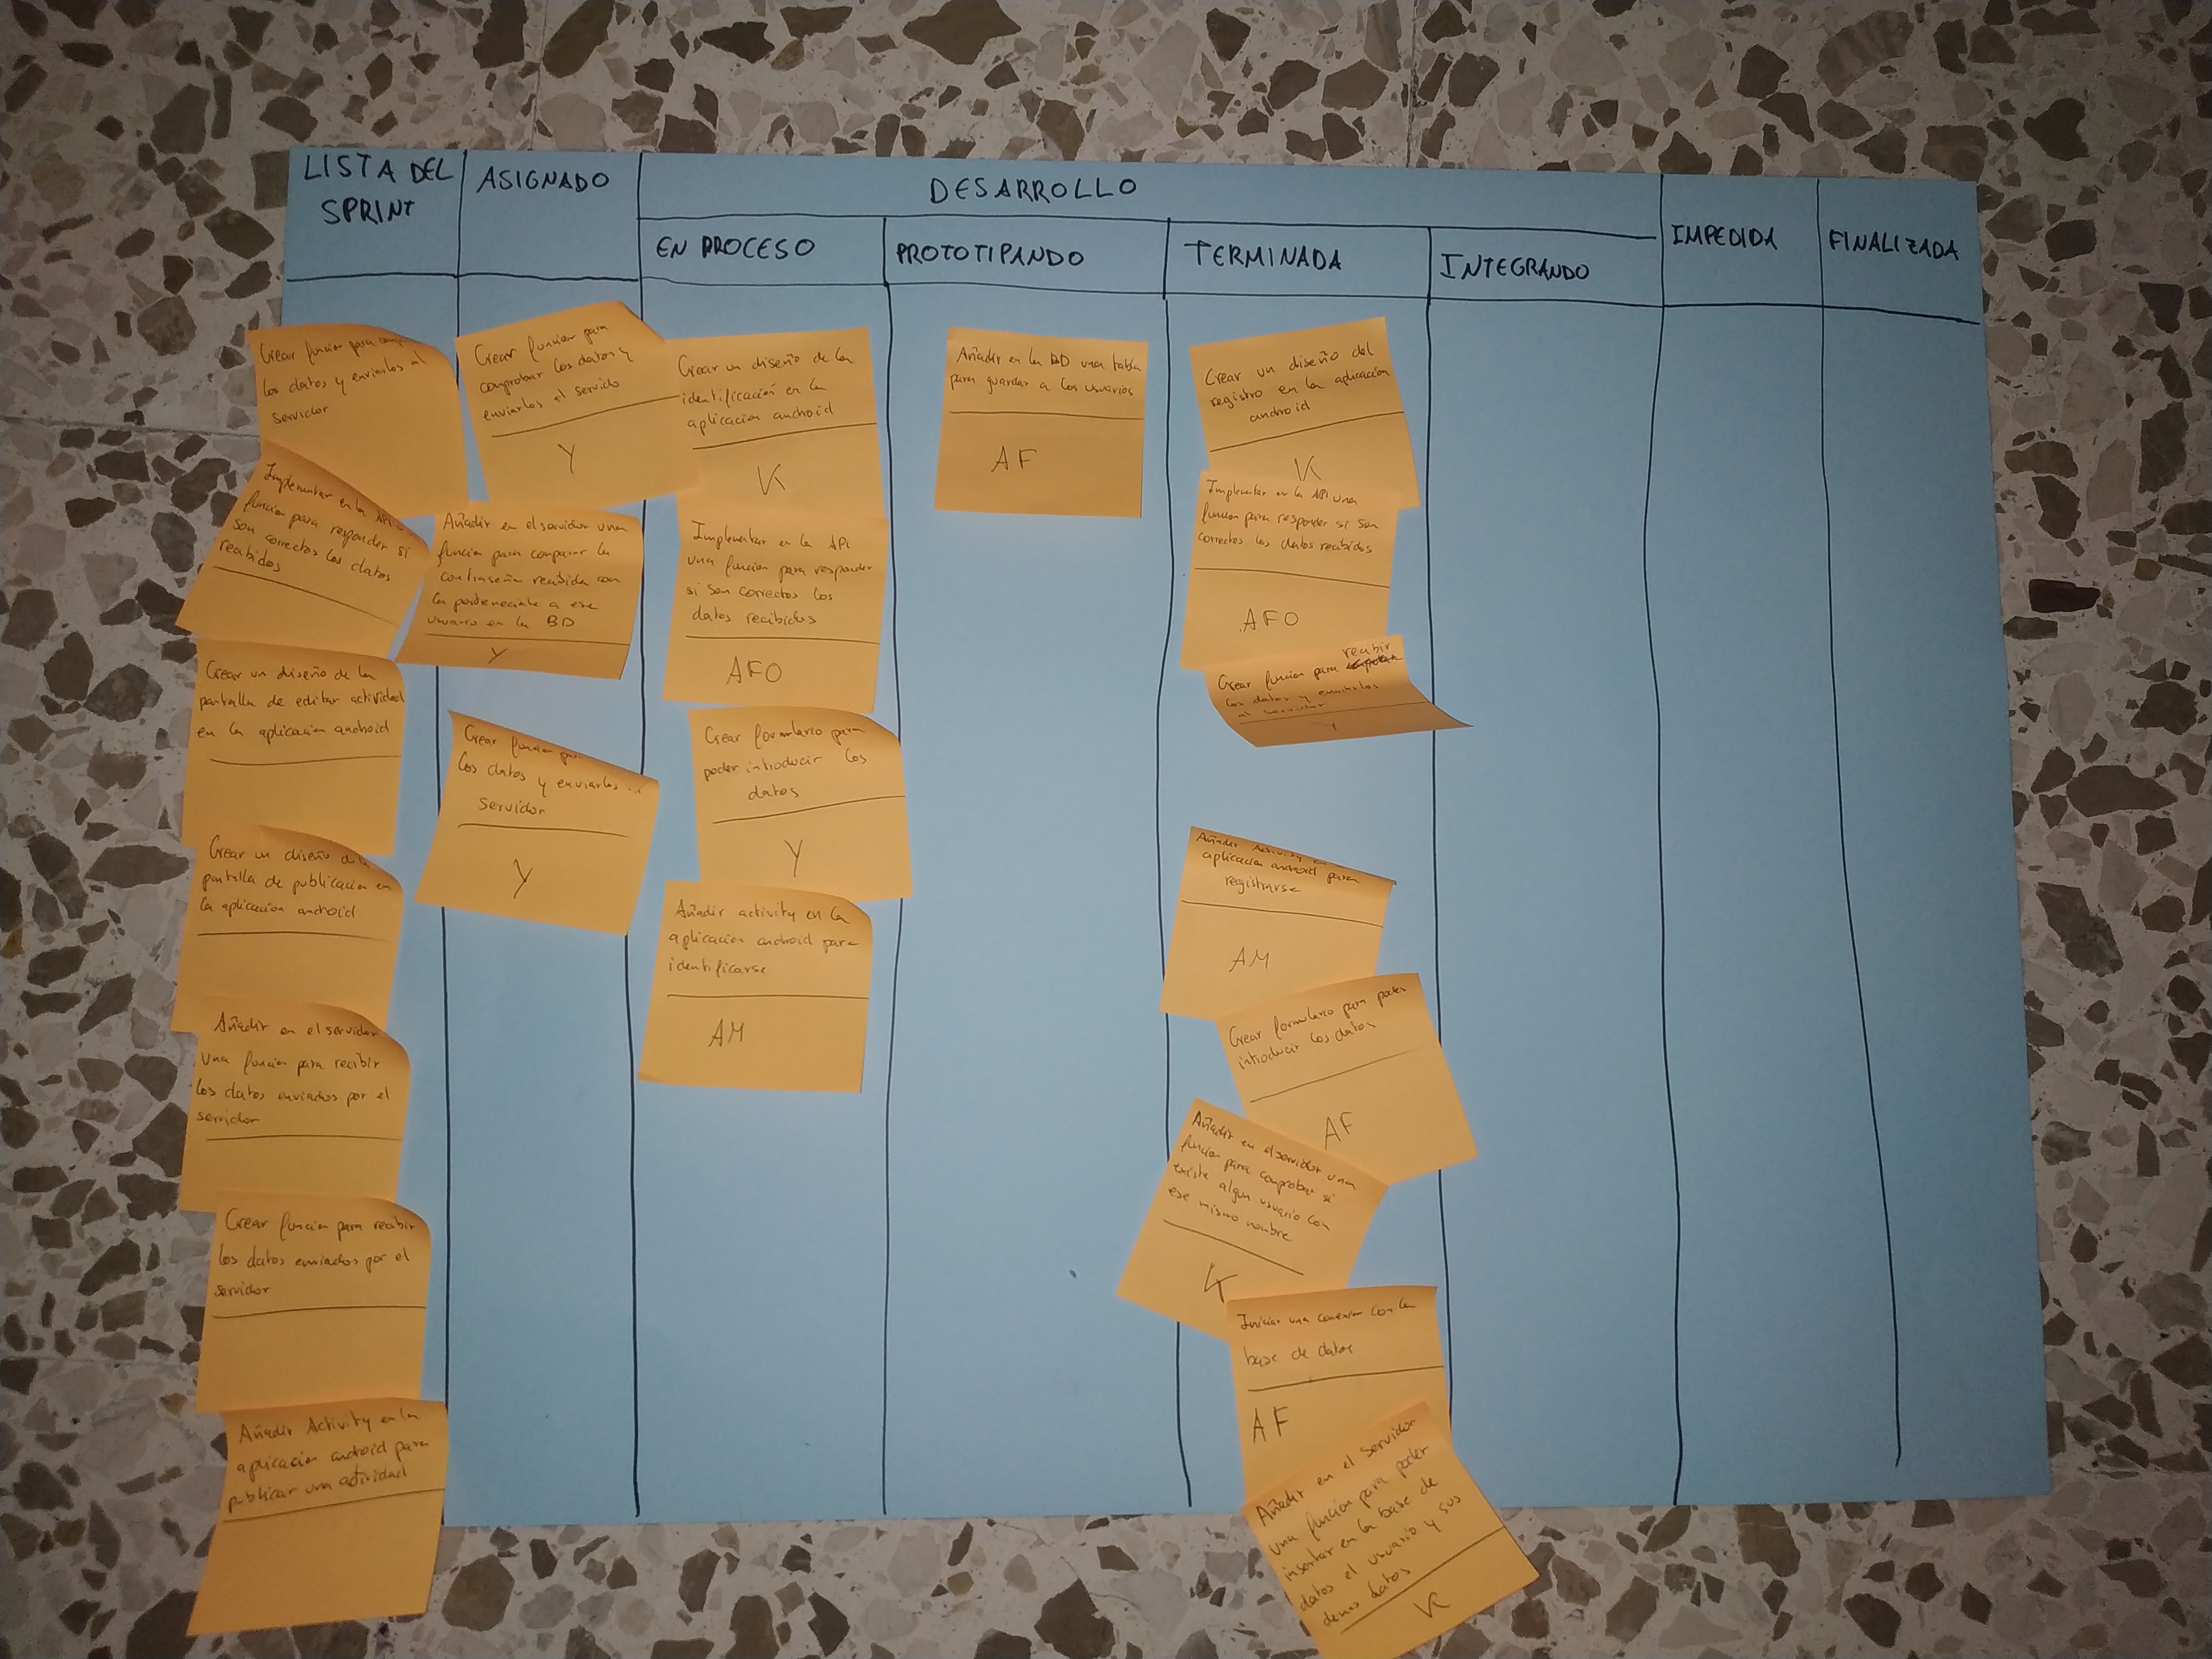 LISTA DEL
SPRINT
ASIGNADO
DESARROLLO
EN PROCESO
PROTOTIPANDO
TERMINADA
INTEGRANDO
IMPEDIDA
FINALIZADA
Crear función para
los datos y enviarlos al
servidor
Implementar en la API
función para responder si
son correctos los datos
recibidos
Crear un diseño de la
pantalla de editar actividad
en la aplicación android
Crear un diseño de la
pantalla de publicación en
la aplicación android
Añadir en el servidor
una función para recibir
los datos enviados por el
servidor
Crear función para recibir
los datos enviados por el
servidor
Añadir Activity en la
aplicación android para
publicar una actividad
Crear función para
comprobar los datos y
enviarlos al servido
Y
Añadir en el servidor una
función para comparar la
contraseña recibida con
la perteneciente a ese
usuario en la BD
Y
Crear función para
los datos y enviarlos
servidor
Y
Crear un diseño de la
identificación en la
aplicación android
K
Implementar en la API
una función para responder
si son correctos los
datos recibidos
AFO
Crear formulario para
poder introducir los
datos
Y
Añadir activity en la
aplicación android para
identificarse
AM
Añadir en la BD una tabla
para guardar a los usuarios
AF
Crear un diseño del
registro en la aplicación
android
K
Implementar en la API una
función para responder si son
correctos los datos recibidos
AFO
recibir
Crear función para
los datos y enviarlos
al servidor
Y
Añadir Activity en
aplicación android para
registrarse
AM
Crear formulario para poder
introducir los datos
AF
Añadir en el servidor una
función para comprobar si
existe algun usuario con
ese mismo nombre
K
Iniciar una conexión con la
base de datos
AF
Añadir en el servidor
una función para poder
insertar en la base de
datos el usuario y sus
demas datos
K